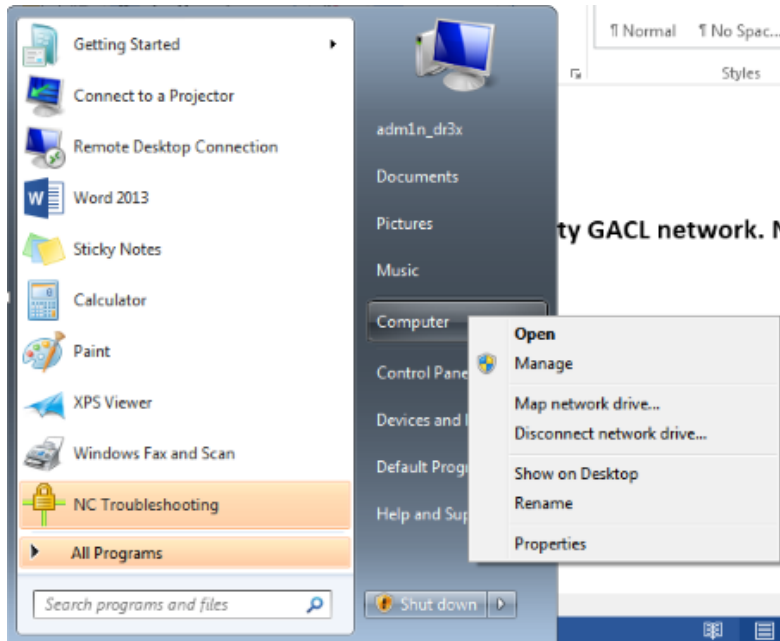 Getting Started
Connect to a Projector
Remote Desktop Connection
Word 2013
Sticky Notes
Calculator
Paint
XPS Viewer
Windows Fax and Scan
NC Troubleshooting
All Programs
Search programs and files
adm1n_dr3x
Documents
Pictures
Music
Computer
Control Pane
Devices and
Default Progr
Help and Sup
Shut down
Open
Manage
Map network drive...
Disconnect network drive...
Show on Desktop
Rename
Properties
¶ Normal ¶ No Spac...
Styles
ty GACL network.